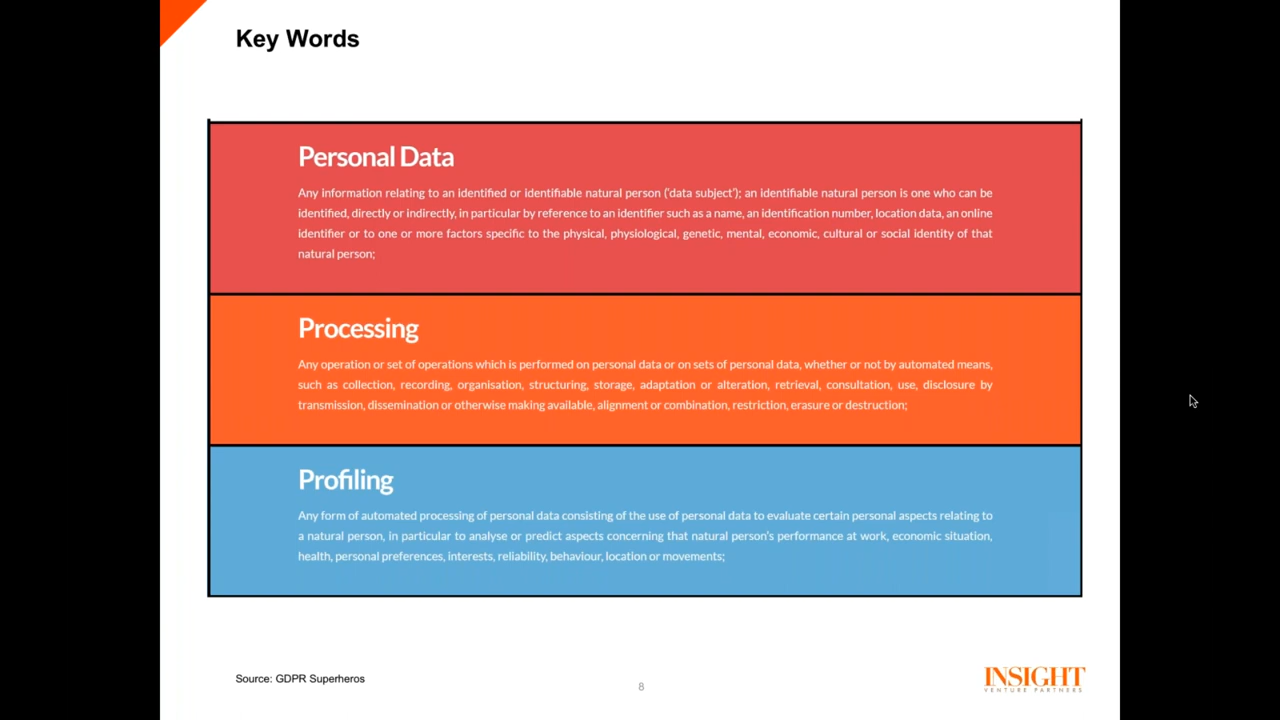 Key Words
Personal Data
Any information relating to an identified or identifiable natural person ('data subject'); an identifiable natural person is one who can be
identified, directly or indirectly, in particular by reference to an identifier such as a name, an identification number, location data, an online
identifier or to one or more factors specific to the physical, physiological, genetic, mental, economic, cultural or social identity of that
natural person;
Processing
Any operation or set of operations which is performed on personal data or on sets of personal data, whether or not by automated means,
such as collection, recording, organisation, structuring, storage, adaptation or alteration, retrieval, consultation, use, disclosure by
transmission, dissemination or otherwise making available, alignment or combination, restriction, erasure or destruction;
Profiling
Any form of automated processing of personal data consisting of the use of personal data to evaluate certain personal aspects relating to
a natural person, in particular to analyse or predict aspects concerning that natural person's performance at work, economic situation,
health, personal preferences, interests, reliability, behaviour, location or movements;
Source: GDPR Superheros
8
INSIGHT
VENTURE PARTNERS